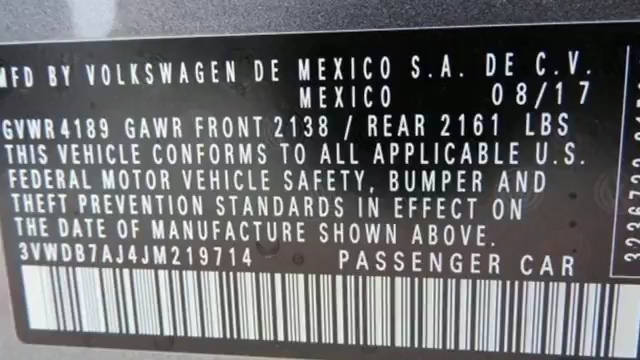 MFD BY VOLKSWAGEN DE MEXICO S.A. DE C.V.
MEXICO 08/17
GVWR 4189 GAWR FRONT 2138 / REAR 2161 LBS
THIS VEHICLE CONFORMS TO ALL APPLICABLE U.S.
FEDERAL MOTOR VEHICLE SAFETY, BUMPER AND
THEFT PREVENTION STANDARDS IN EFFECT ON
THE DATE OF MANUFACTURE SHOWN ABOVE.
3VWDB7AJ4JM219714 PASSENGER CAR